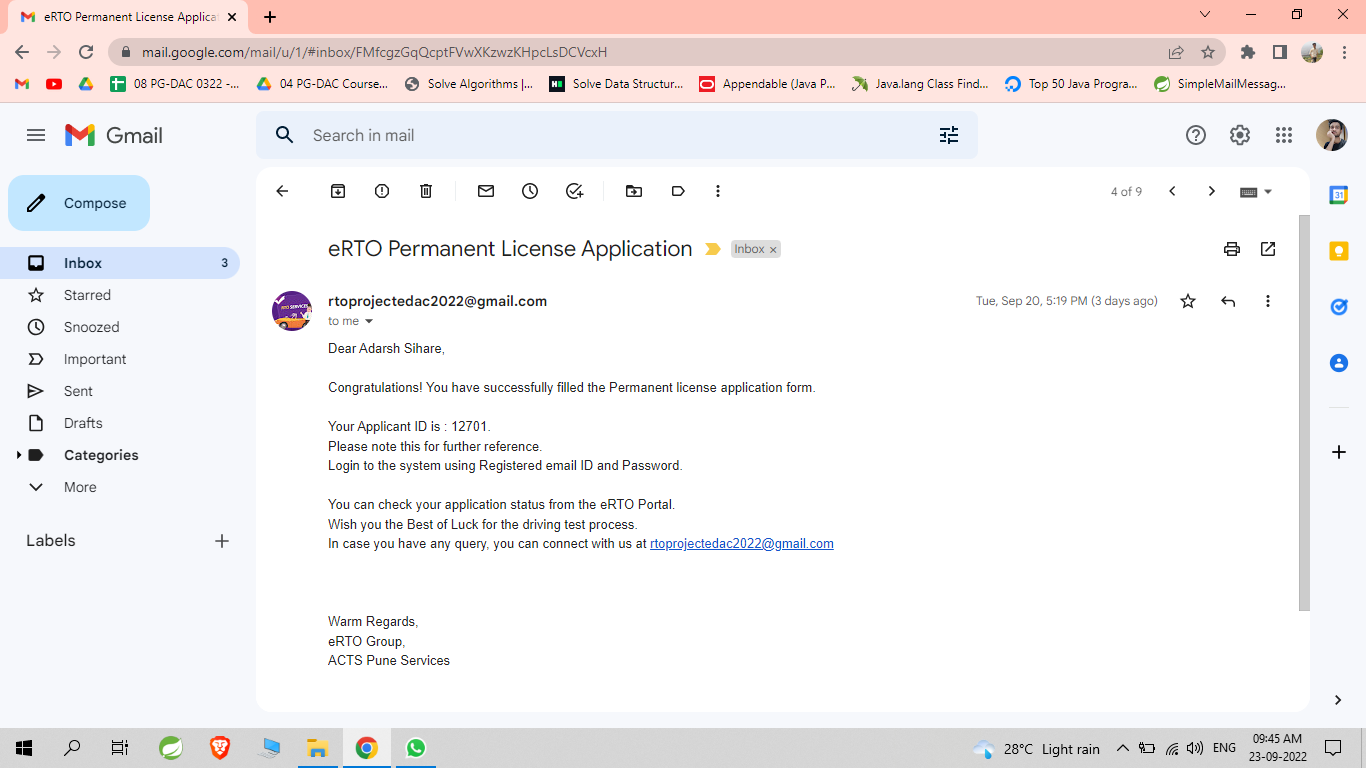 eRTO Permanent License Applicat
mail.google.com/mail/u/1/#inbox/FMfcgzGqQcptFVwXKzwzKHpcLsDCVcxH
08 PG-DAC 0322 -...
04 PG-DAC Course...
Solve Algorithms |...
Solve Data Structur...
Appendable (Java P...
Java.lang Class Find...
Top 50 Java Progra...
SimpleMailMessag...
Gmail
Search in mail
Compose
4 of 9
Inbox 3
Starred
Snoozed
Important
Sent
Drafts
Categories
More
Labels
eRTO Permanent License Application
Inbox ×
RTO SERVICES
rtoprojectedac2022@gmail.com
Tue, Sep 20, 5:19 PM (3 days ago)
to me
Dear Adarsh Sihare,
Congratulations! You have successfully filled the Permanent license application form.
Your Applicant ID is : 12701.
Please note this for further reference.
Login to the system using Registered email ID and Password.
You can check your application status from the eRTO Portal.
Wish you the Best of Luck for the driving test process.
In case you have any query, you can connect with us at rtoprojectedac2022@gmail.com
Warm Regards,
eRTO Group,
ACTS Pune Services
31
28°C Light rain
ENG
09:45 AM
23-09-2022